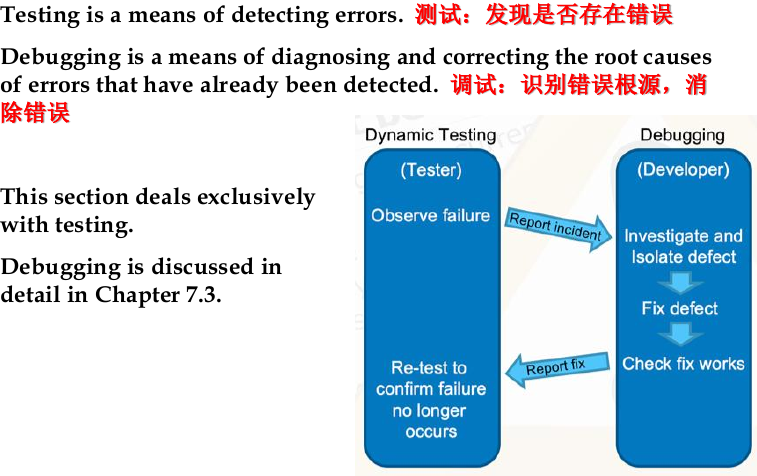 Testing is a means of detecting errors. 测试：发现是否存在错误
Debugging is a means of diagnosing and correcting the root causes
of errors that have already been detected. 调试：识别错误根源，消
除错误
This section deals exclusively
with testing.
Debugging is discussed in
detail in Chapter 7.3.
Dynamic Testing
(Tester)
Observe failure
Report incident
Debugging
(Developer)
Investigate and
Isolate defect
Fix defect
Check fix works
Report fix
Re-test to
confirm failure
no longer
occurs